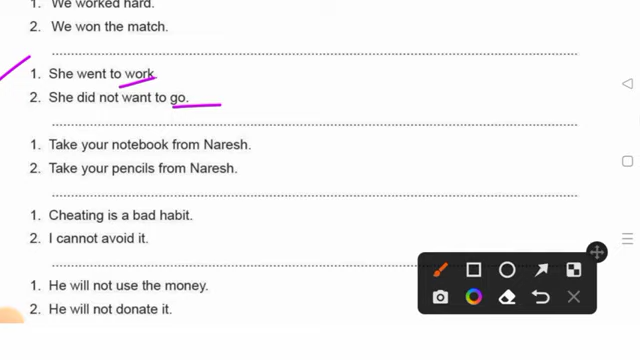 1. We worked hard.
2. We won the match.
1. She went to work
2. She did not want to go.
1. Take your notebook from Naresh.
2. Take your pencils from Naresh.
1. Cheating is a bad habit.
2. I cannot avoid it.
1. He will not use the money.
2. He will not donate it.